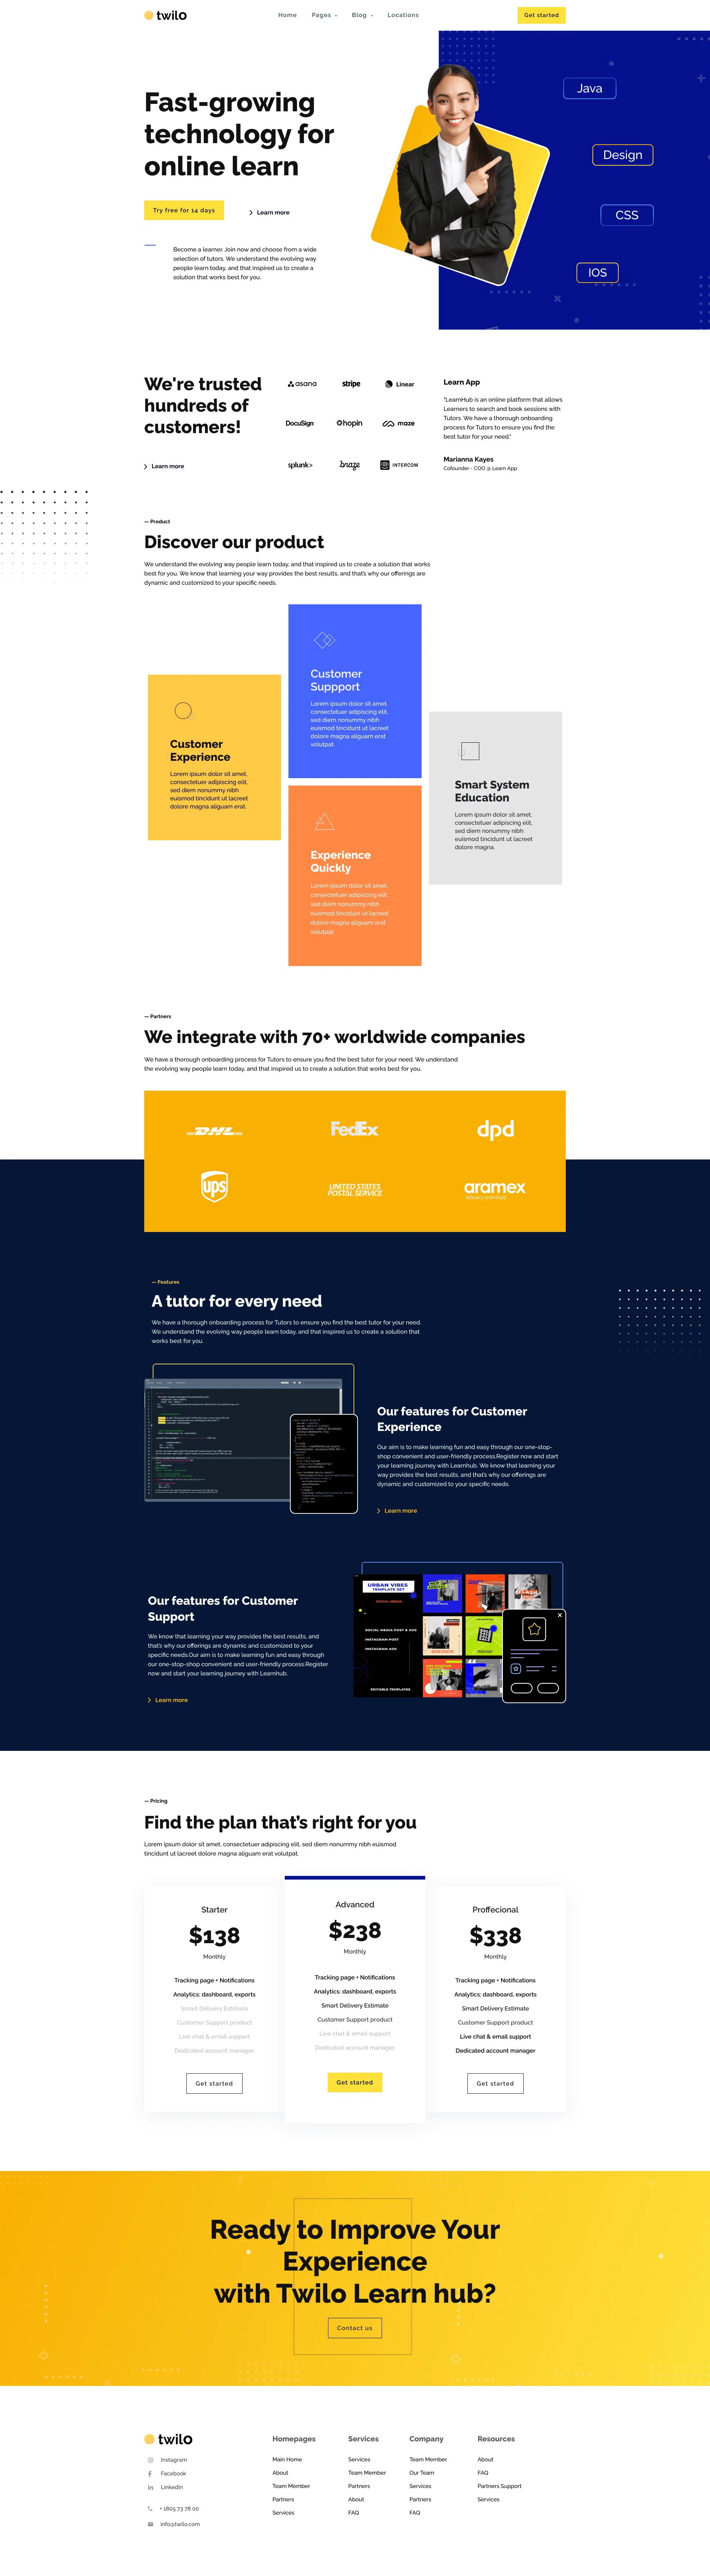 twilo
Home Pages Blog Locations
Get started
Fast-growing
technology for
online learn
Try free for 14 days
Learn more
Become a learner. Join now and choose from a wide
selection of tutors. We understand the evolving way
people learn today, and that inspired us to create a
solution that works best for you.
Java
Design
CSS
IOS
We're trusted
hundreds of
customers!
Learn more
asana stripe Linear
DocuSign hopin maze
splunk> braze INTERCOM
Learn App
"LearnHub is an online platform that allows
Learners to search and book sessions with
Tutors. We have a thorough onboarding
process for Tutors to ensure you find the
best tutor for your need."
Marianna Kayes
Cofounder - COO @ Learn App
— Product
Discover our product
We understand the evolving way people learn today, and that inspired us to create a solution that works
best for you. We know that learning your way provides the best results, and that's why our offerings are
dynamic and customized to your specific needs.
Customer
Experience
Lorem ipsum dolor sit amet,
consectetuer adipiscing elit,
sed diem nonummy nibh
euismod tincidunt ut lacreet
dolore magna aliguam erat.
Customer
Suppport
Lorem ipsum dolor sit amet,
consectetuer adipiscing elit,
sed diem nonummy nibh
euismod tincidunt ut lacreet
dolore magna aliguam erat
volutpat.
Experience
Quickly
Lorem ipsum dolor sit amet,
consectetuer adipiscing elit,
sed diem nonummy nibh
euismod tincidunt ut lacreet
dolore magna aliguam erat
volutpat.
Smart System
Education
Lorem ipsum dolor sit amet,
consectetuer adipiscing elit,
sed diem nonummy nibh
euismod tincidunt ut lacreet
dolore magna.
— Partners
We integrate with 70+ worldwide companies
We have a thorough onboarding process for Tutors to ensure you find the best tutor for your need. We understand
the evolving way people learn today, and that inspired us to create a solution that works best for you.
DHL FedEx dpd
ups UNITED STATES
POSTAL SERVICE
aramex
delivery unlimited
— Features
A tutor for every need
We have a thorough onboarding process for Tutors to ensure you find the best tutor for your need.
We understand the evolving way people learn today, and that inspired us to create a solution that
works best for you.
Our features for Customer
Experience
Our aim is to make learning fun and easy through our one-stop-
shop convenient and user-friendly process.Register now and start
your learning journey with Learnhub. We know that learning your
way provides the best results, and that's why our offerings are
dynamic and customized to your specific needs.
Learn more
Our features for Customer
Support
We know that learning your way provides the best results, and
that's why our offerings are dynamic and customized to your
specific needs.Our aim is to make learning fun and easy through
our one-stop-shop convenient and user-friendly process.Register
now and start your learning journey with Learnhub.
Learn more
URBAN VIBES
TEMPLATE SET
SOCIAL MEDIA
SOCIAL MEDIA POST & ADS
INSTAGRAM POST
INSTAGRAM ADS
EDITABLE TEMPLATES
— Pricing
Find the plan that's right for you
Lorem ipsum dolor sit amet, consectetuer adipiscing elit, sed diem nonummy nibh euismod
tincidunt ut lacreet dolore magna aliguam erat volutpat.
Starter
$138
Monthly
Tracking page + Notifications
Analytics: dashboard, exports
Smart Delivery Estimate
Customer Support product
Live chat & email support
Dedicated account manager
Get started
Advanced
$238
Monthly
Tracking page + Notifications
Analytics: dashboard, exports
Smart Delivery Estimate
Customer Support product
Live chat & email support
Dedicated account manager
Get started
Proffecional
$338
Monthly
Tracking page + Notifications
Analytics: dashboard, exports
Smart Delivery Estimate
Customer Support product
Live chat & email support
Dedicated account manager
Get started
Ready to Improve Your
Experience
with Twilo Learn hub?
Contact us
twilo
Instagram
Facebook
LinkedIn
+ 1805 73 78 00
info@twilo.com
Homepages
Main Home
About
Team Member
Partners
Services
Services
Services
Team Member
Partners
About
FAQ
Company
Team Member
Our Team
Services
Partners
FAQ
Resources
About
FAQ
Partners Support
Services